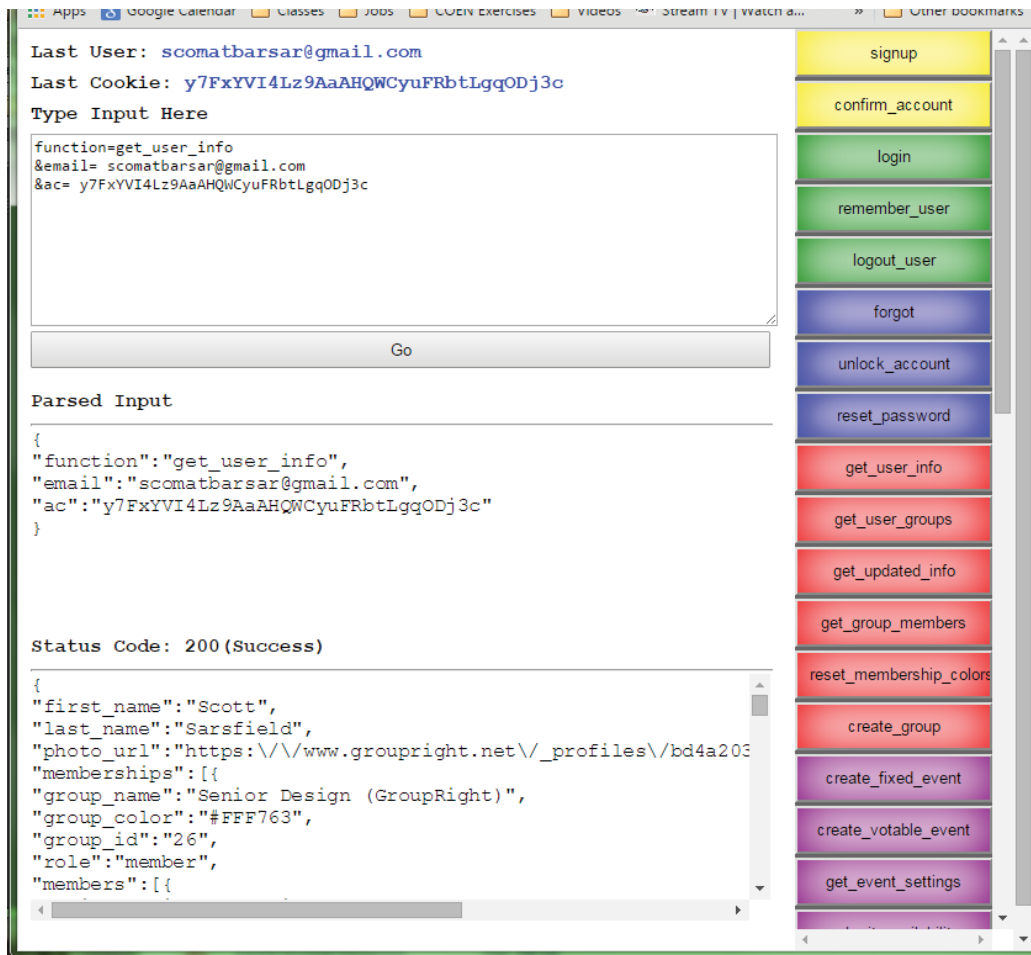 Apps Google Calendar Classes Jobs COEN Exercises Videos Stream TV | Watch a... » Other bookmarks
Last User: scomatbarsar@gmail.com
Last Cookie: y7FxYVI4Lz9AaAHQWCyuFRbtLgqODj3c
Type Input Here
function=get_user_info
&email= scomatbarsar@gmail.com
&ac= y7FxYVI4Lz9AaAHQWCyuFRbtLgqODj3c
Go
Parsed Input
{
"function":"get_user_info",
"email":"scomatbarsar@gmail.com",
"ac":"y7FxYVI4Lz9AaAHQWCyuFRbtLgqODj3c"
}
Status Code: 200(Success)
{
"first_name":"Scott",
"last_name":"Sarsfield",
"photo_url":"https:\/\/www.groupright.net\/_profiles\/bd4a203
"memberships":[{
"group_name":"Senior Design (GroupRight)",
"group_color":"#FFF763",
"group_id":"26",
"role":"member",
"members":[{
signup
confirm_account
login
remember_user
logout_user
forgot
unlock_account
reset_password
get_user_info
get_user_groups
get_updated_info
get_group_members
reset_membership_colors
create_group
create_fixed_event
create_votable_event
get_event_settings